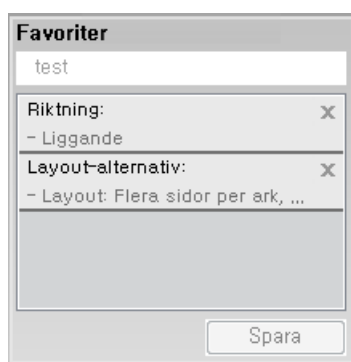 Favoriter
test
Riktning:
- Liggande
Layout-alternativ:
- Layout: Flera sidor per ark, ...
Spara